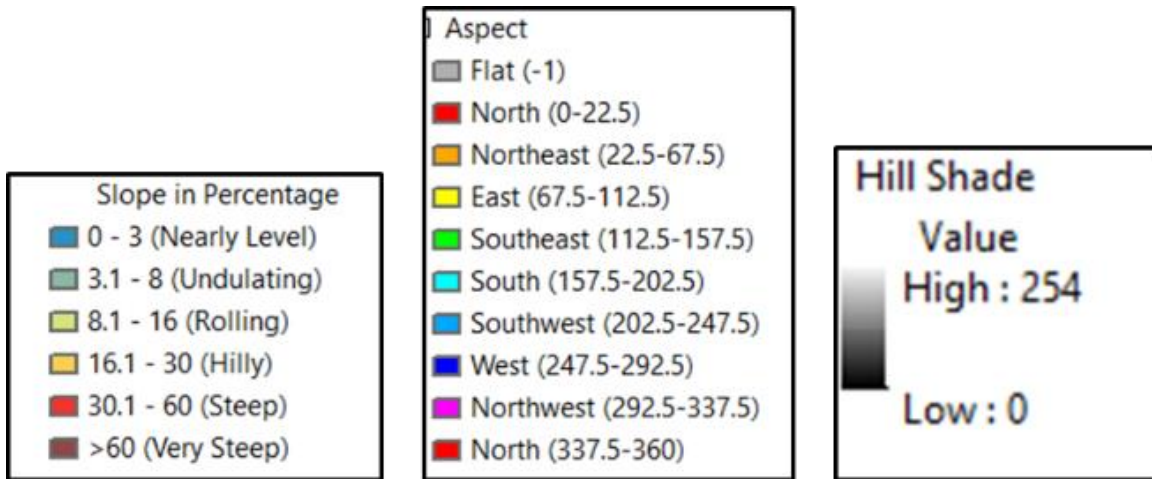 Slope in Percentage
0 - 3 (Nearly Level)
3.1 - 8 (Undulating)
8.1 - 16 (Rolling)
16.1 - 30 (Hilly)
30.1 - 60 (Steep)
>60 (Very Steep)
Aspect
Flat (-1)
North (0-22.5)
Northeast (22.5-67.5)
East (67.5-112.5)
Southeast (112.5-157.5)
South (157.5-202.5)
Southwest (202.5-247.5)
West (247.5-292.5)
Northwest (292.5-337.5)
North (337.5-360)
Hill Shade
Value
High : 254
Low : 0